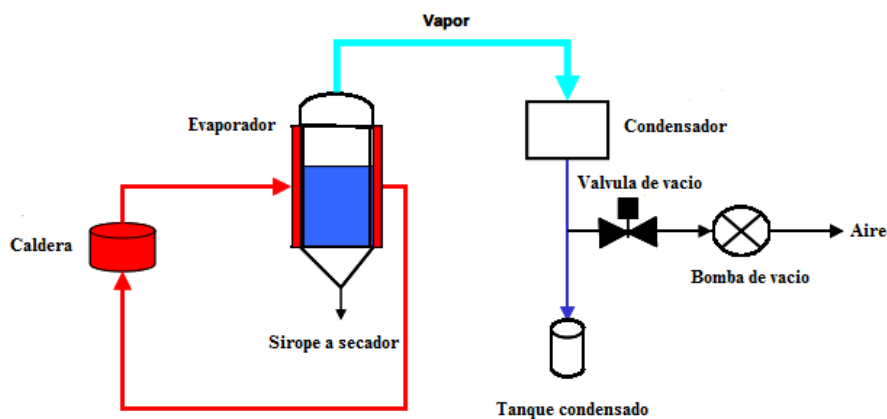 Vapor
Evaporador
Condensador
Valvula de vacio
Caldera
Aire
Bomba de vacio
Sirope a secador
Tanque condensado